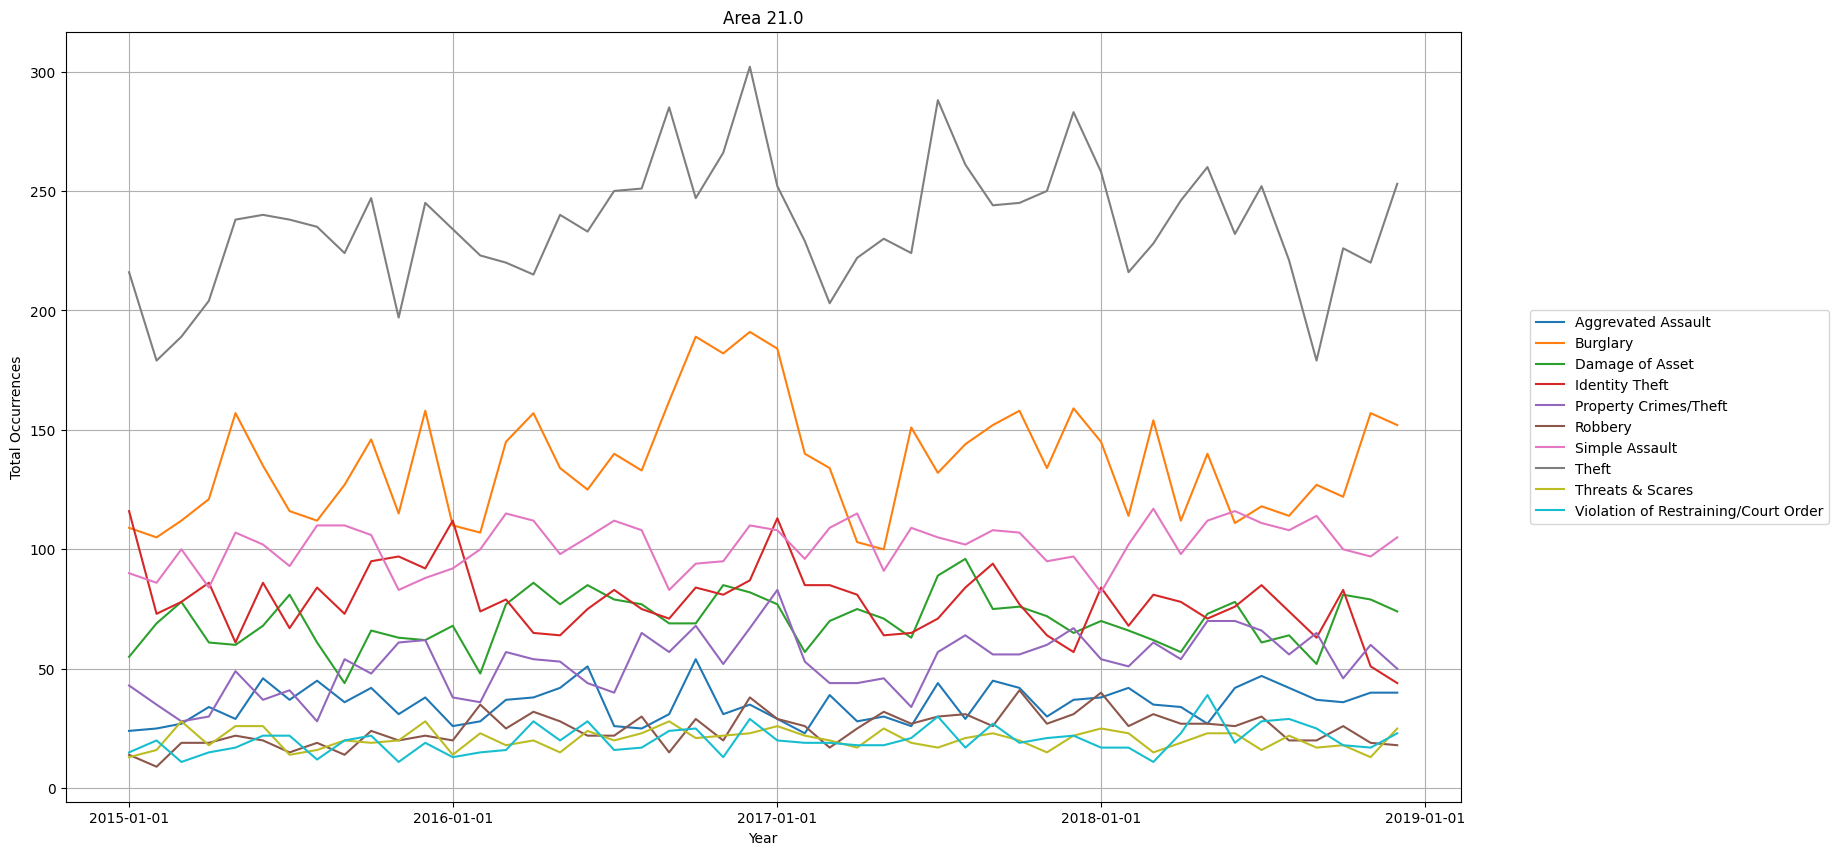 Area 21.0
300
250
200
150
100
50
0
Total Occurrences
2015-01-01
2016-01-01
2017-01-01
2018-01-01
2019-01-01
Year
Aggrevated Assault
Burglary
Damage of Asset
Identity Theft
Property Crimes/Theft
Robbery
Simple Assault
Theft
Threats & Scares
Violation of Restraining/Court Order